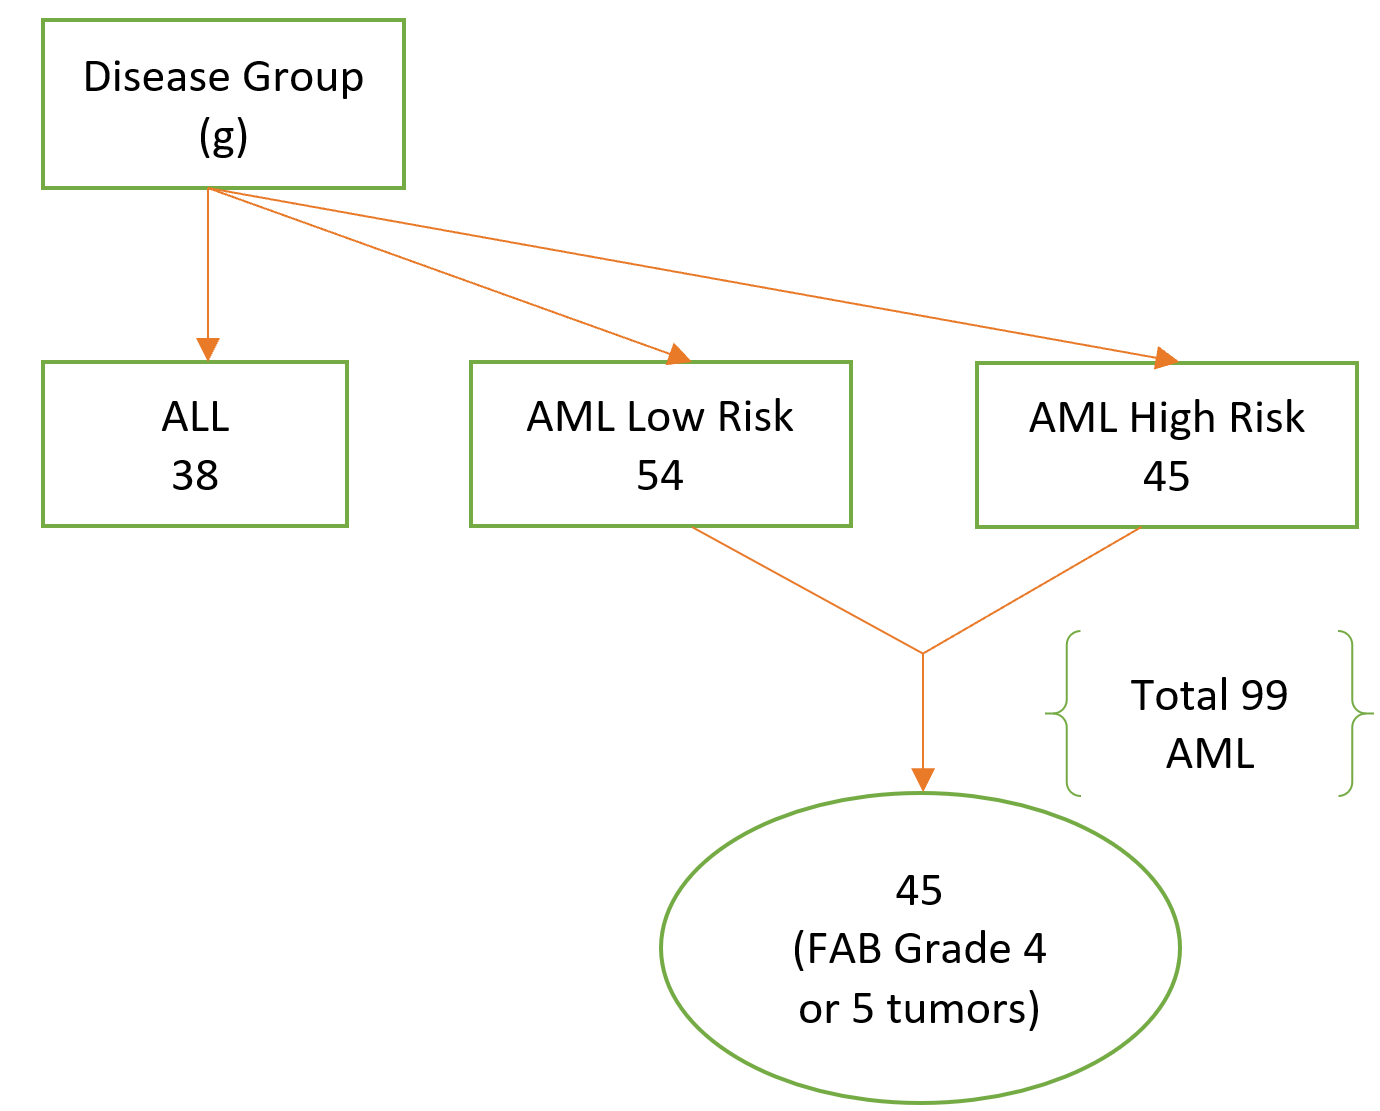 Disease Group
(g)
ALL
38
AML Low Risk
54
AML High Risk
45
Total 99
AML
45
(FAB Grade 4
or 5 tumors)